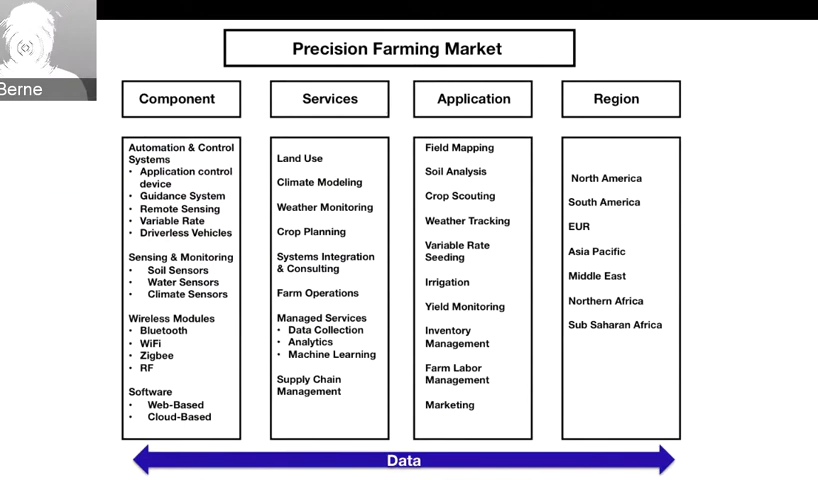 Berne
Precision Farming Market
Component
Services
Application
Region
Automation & Control
Systems
• Application control
device
• Guidance System
• Remote Sensing
• Variable Rate
• Driverless Vehicles
Sensing & Monitoring
• Soil Sensors
• Water Sensors
• Climate Sensors
Wireless Modules
• Bluetooth
• WiFi
• Zigbee
• RF
Software
• Web-Based
• Cloud-Based
Land Use
Climate Modeling
Weather Monitoring
Crop Planning
Systems Integration
& Consulting
Farm Operations
Managed Services
• Data Collection
• Analytics
• Machine Learning
Supply Chain
Management
Field Mapping
Soil Analysis
Crop Scouting
Weather Tracking
Variable Rate
Seeding
Irrigation
Yield Monitoring
Inventory
Management
Farm Labor
Management
Marketing
North America
South America
EUR
Asia Pacific
Middle East
Northern Africa
Sub Saharan Africa
Data